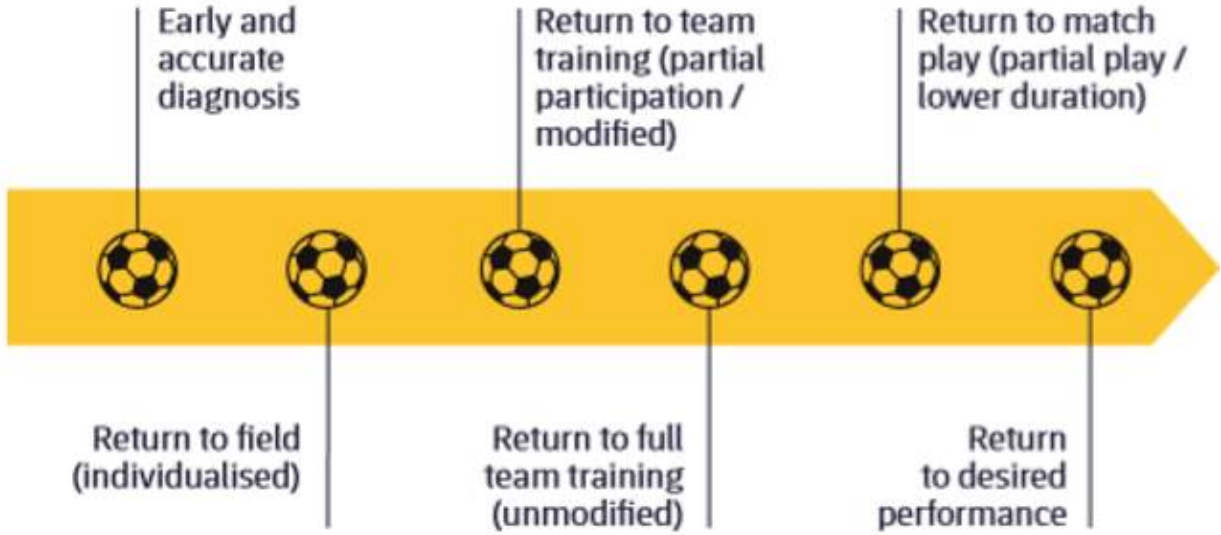 Early and
accurate
diagnosis
Return to field
(individualised)
Return to team
training (partial
participation /
modified)
Return to full
team training
(unmodified)
Return to match
play (partial play /
lower duration)
Return
to desired
performance